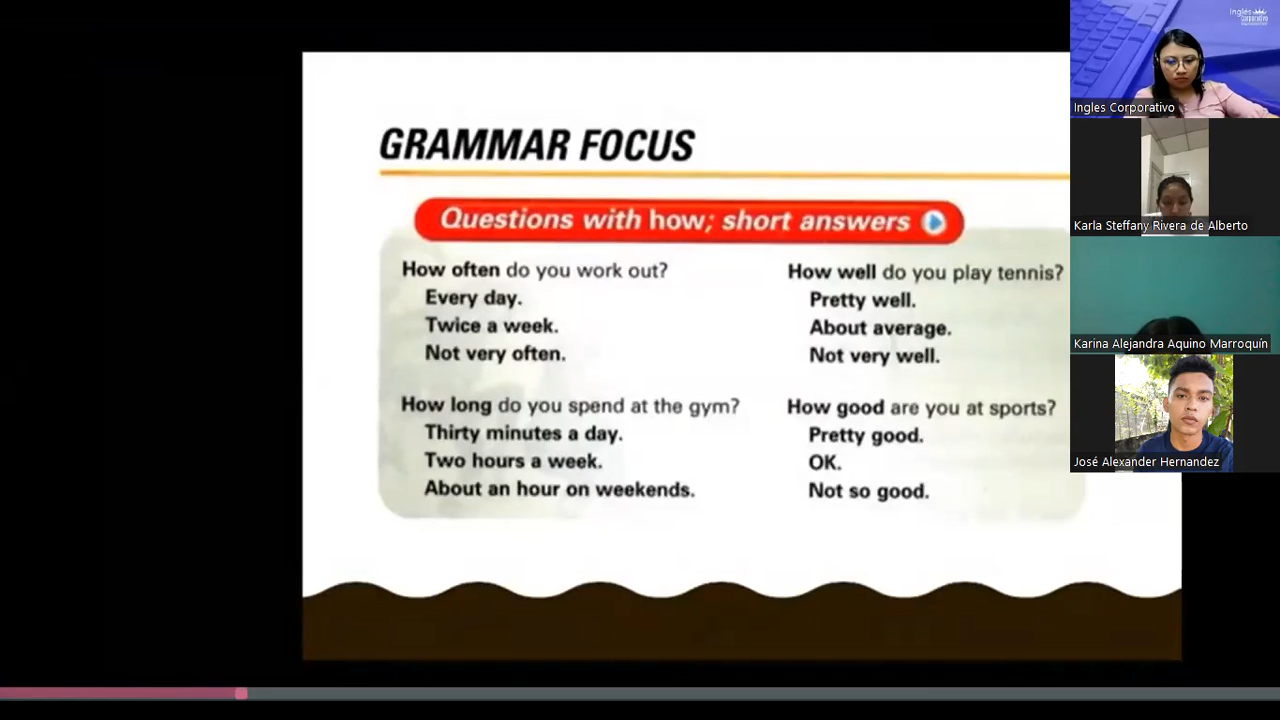 GRAMMAR FOCUS
Questions with how; short answers
How often do you work out?
Every day.
Twice a week.
Not very often.
How long do you spend at the gym?
Thirty minutes a day.
Two hours a week.
About an hour on weekends.
How well do you play tennis?
Pretty well.
About average.
Not very well.
How good are you at sports?
Pretty good.
OK.
Not so good.
Inglés
Corporativo
Ingles Corporativo
Karla Steffany Rivera de Alberto
Karina Alejandra Aquino Marroquín
José Alexander Hernandez